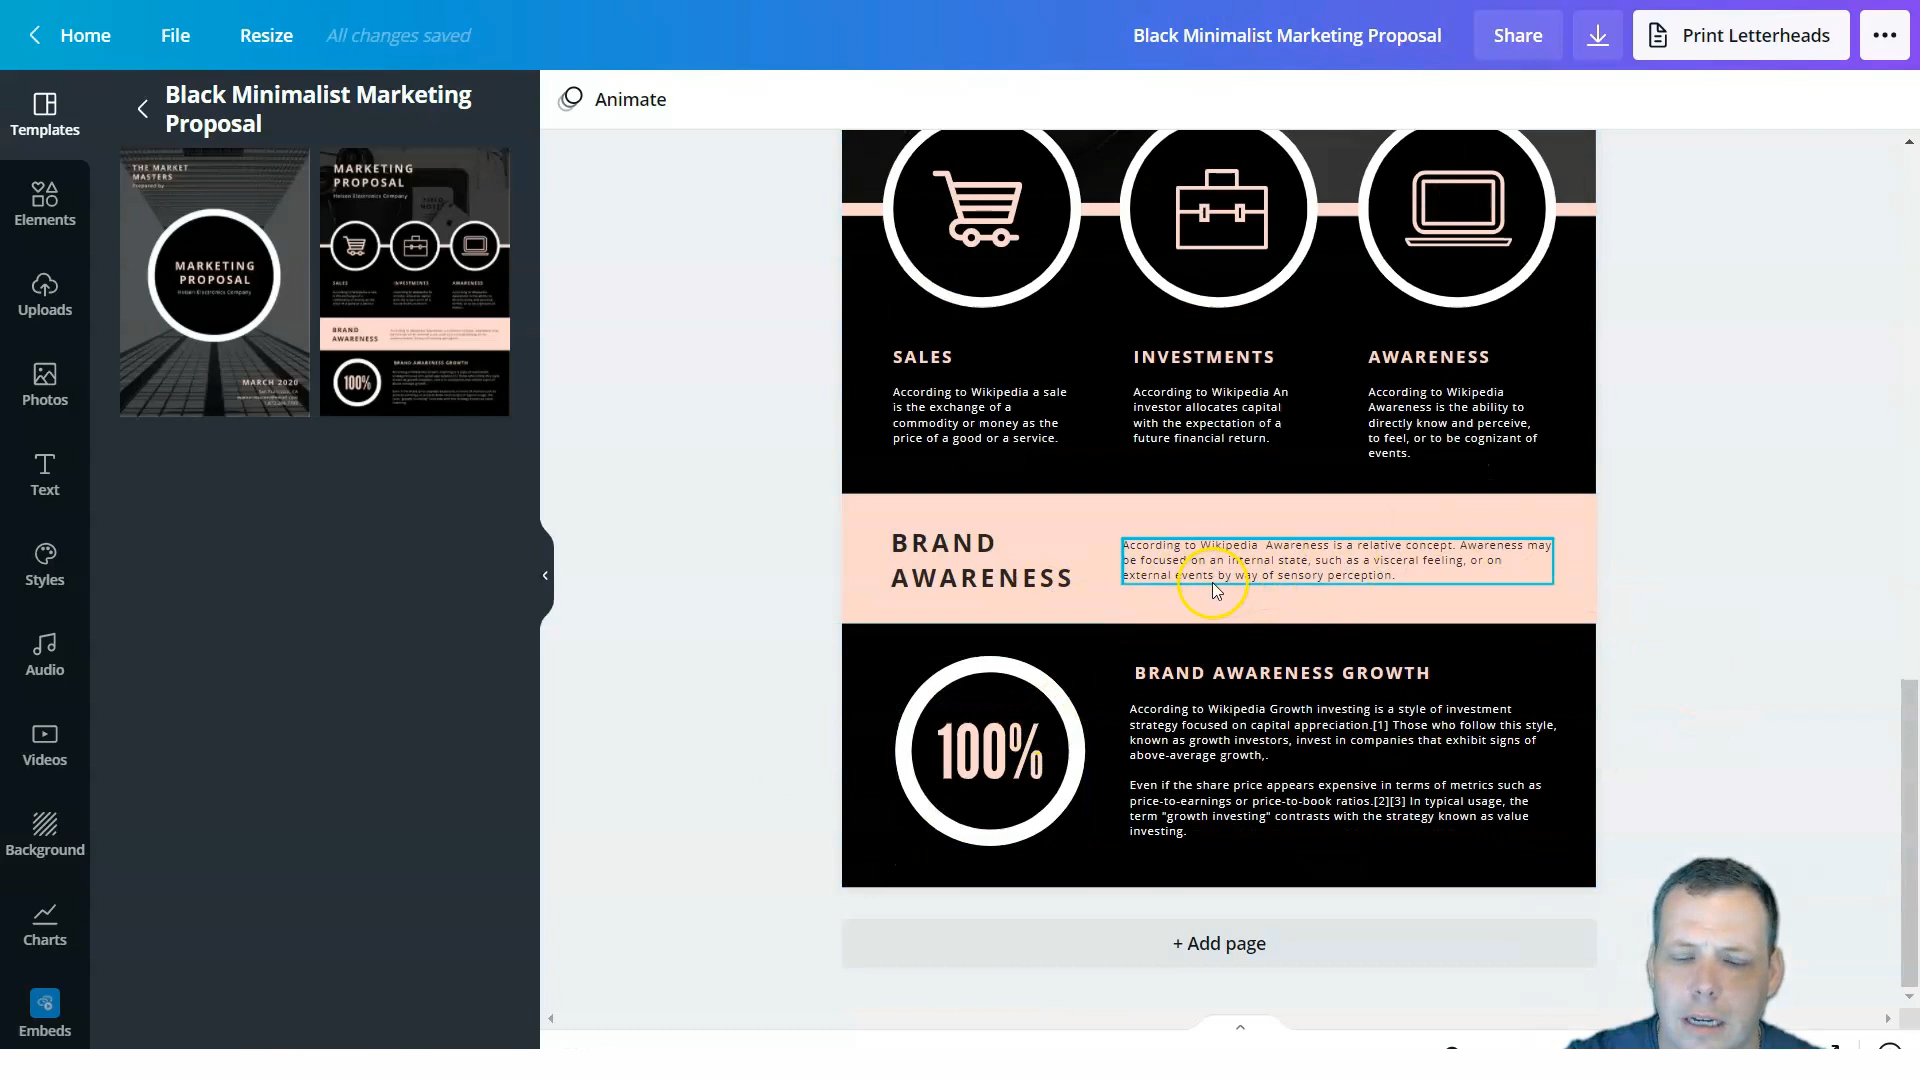 Home
File
Resize
All changes saved
Black Minimalist Marketing Proposal
Share
Print Letterheads
Templates
Elements
Uploads
Photos
Text
Styles
Audio
Videos
Background
Charts
Embeds
Black Minimalist Marketing
Proposal
THE MARKET
MASTERS
Prepared by
MARKETING
PROPOSAL
MARCH 2020
MARKETING
PROPOSAL
SALES
INVESTMENTS
AWARENESS
BRAND
AWARENESS
BRAND AWARENESS GROWTH
100%
Animate
SALES
According to Wikipedia a sale
is the exchange of a
commodity or money as the
price of a good or a service.
INVESTMENTS
According to Wikipedia An
investor allocates capital
with the expectation of a
future financial return.
AWARENESS
According to Wikipedia
Awareness is the ability to
directly know and perceive,
to feel, or to be cognizant of
events.
BRAND
AWARENESS
According to Wikipedia  Awareness is a relative concept. Awareness may
be focused on an internal state, such as a visceral feeling, or on
external events by way of sensory perception.
100%
BRAND AWARENESS GROWTH
According to Wikipedia Growth investing is a style of investment
strategy focused on capital appreciation.[1] Those who follow this style,
known as growth investors, invest in companies that exhibit signs of
above-average growth,.
Even if the share price appears expensive in terms of metrics such as
price-to-earnings or price-to-book ratios.[2][3] In typical usage, the
term "growth investing" contrasts with the strategy known as value
investing.
+ Add page